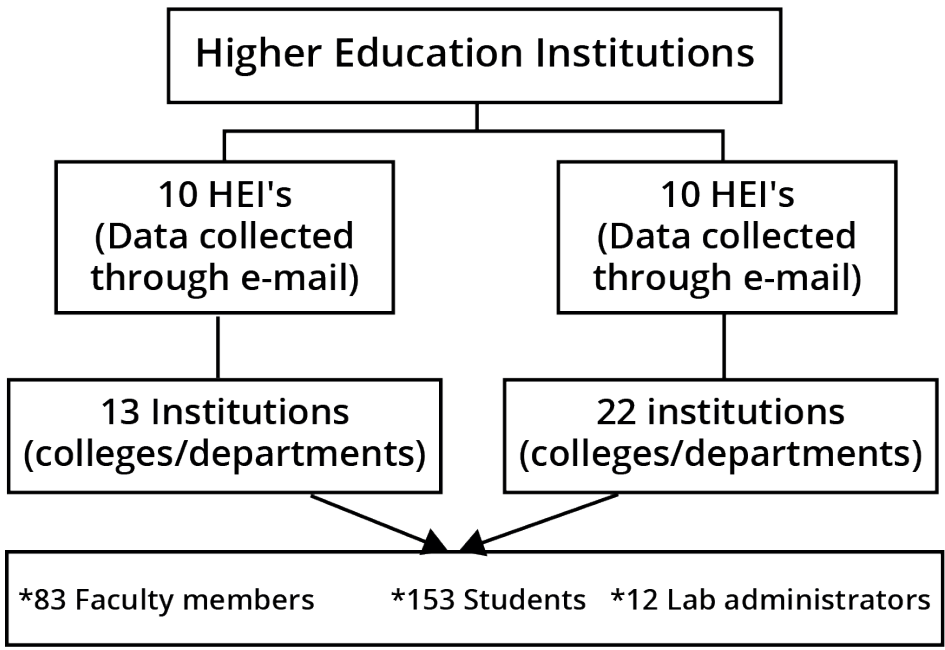 Higher Education Institutions
10 HEI's
(Data collected
through e-mail)
10 HEI's
(Data collected
through e-mail)
13 Institutions
(colleges/departments)
22 institutions
(colleges/departments)
*83 Faculty members
*153 Students
*12 Lab administrators